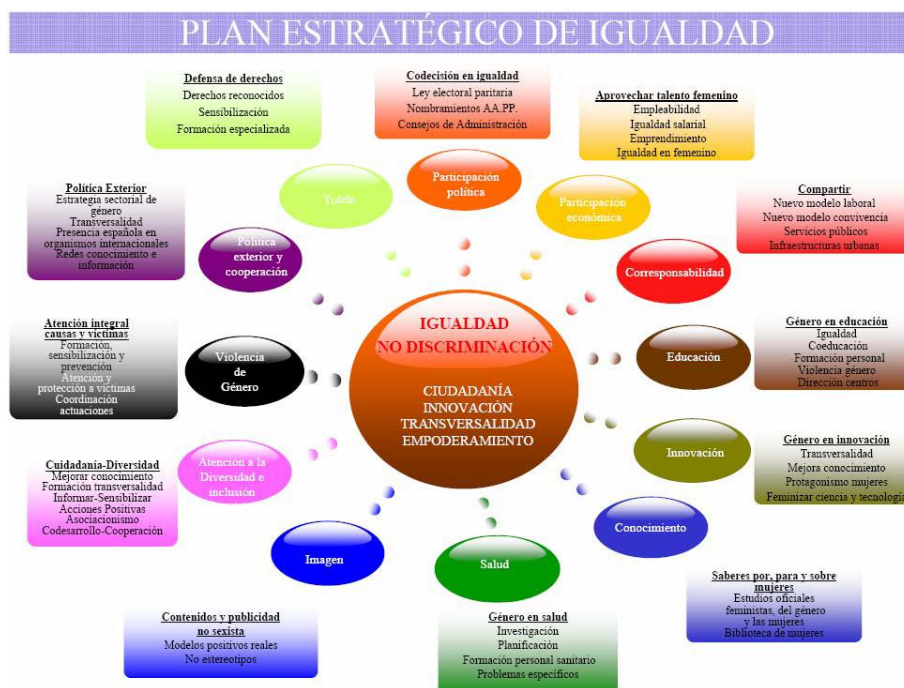 PLAN ESTRATÉGICO DE IGUALDAD
Defensa de derechos
Derechos reconocidos
Sensibilización
Formación especializada
Codecisión en igualdad
Ley electoral paritaria
Nombramientos AA.PP.
Consejos de Administración
Aprovechar talento femenino
Empleabilidad
Igualdad salarial
Emprendimiento
Igualdad en femenino
Tutela
Participación
política
Participación
económica
Política Exterior
Estrategia sectorial de
género
Transversalidad
Presencia española en
organismos internacionales
Redes conocimiento e
información
Política
exterior y
cooperación
Compartir
Nuevo modelo laboral
Nuevo modelo convivencia
Servicios públicos
Infraestructuras urbanas
Corresponsabilidad
IGUALDAD
NO DISCRIMINACIÓN
CIUDADANÍA
INNOVACIÓN
TRANSVERSALIDAD
EMPODERAMIENTO
Atención integral
causas y víctimas
Formación,
sensibilización y
prevención
Atención y
protección a víctimas
Coordinación
actuaciones
Violencia
de
Género
Educación
Género en educación
Igualdad
Coeducación
Formación personal
Violencia género
Dirección centros
Cuidadanía-Diversidad
Mejorar conocimiento
Formación transversalidad
Informar-Sensibilizar
Acciones Positivas
Asociacionismo
Codesarrollo-Cooperación
Atención a la
Diversidad e
inclusión
Innovación
Género en innovación
Transversalidad
Mejora conocimiento
Protagonismo mujeres
Feminizar ciencia y tecnología
Imagen
Salud
Conocimiento
Contenidos y publicidad
no sexista
Modelos positivos reales
No estereotipos
Género en salud
Investigación
Planificación
Formación personal sanitario
Problemas específicos
Saberes por, para y sobre
mujeres
Estudios oficiales
feministas, del género
y las mujeres
Biblioteca de mujeres